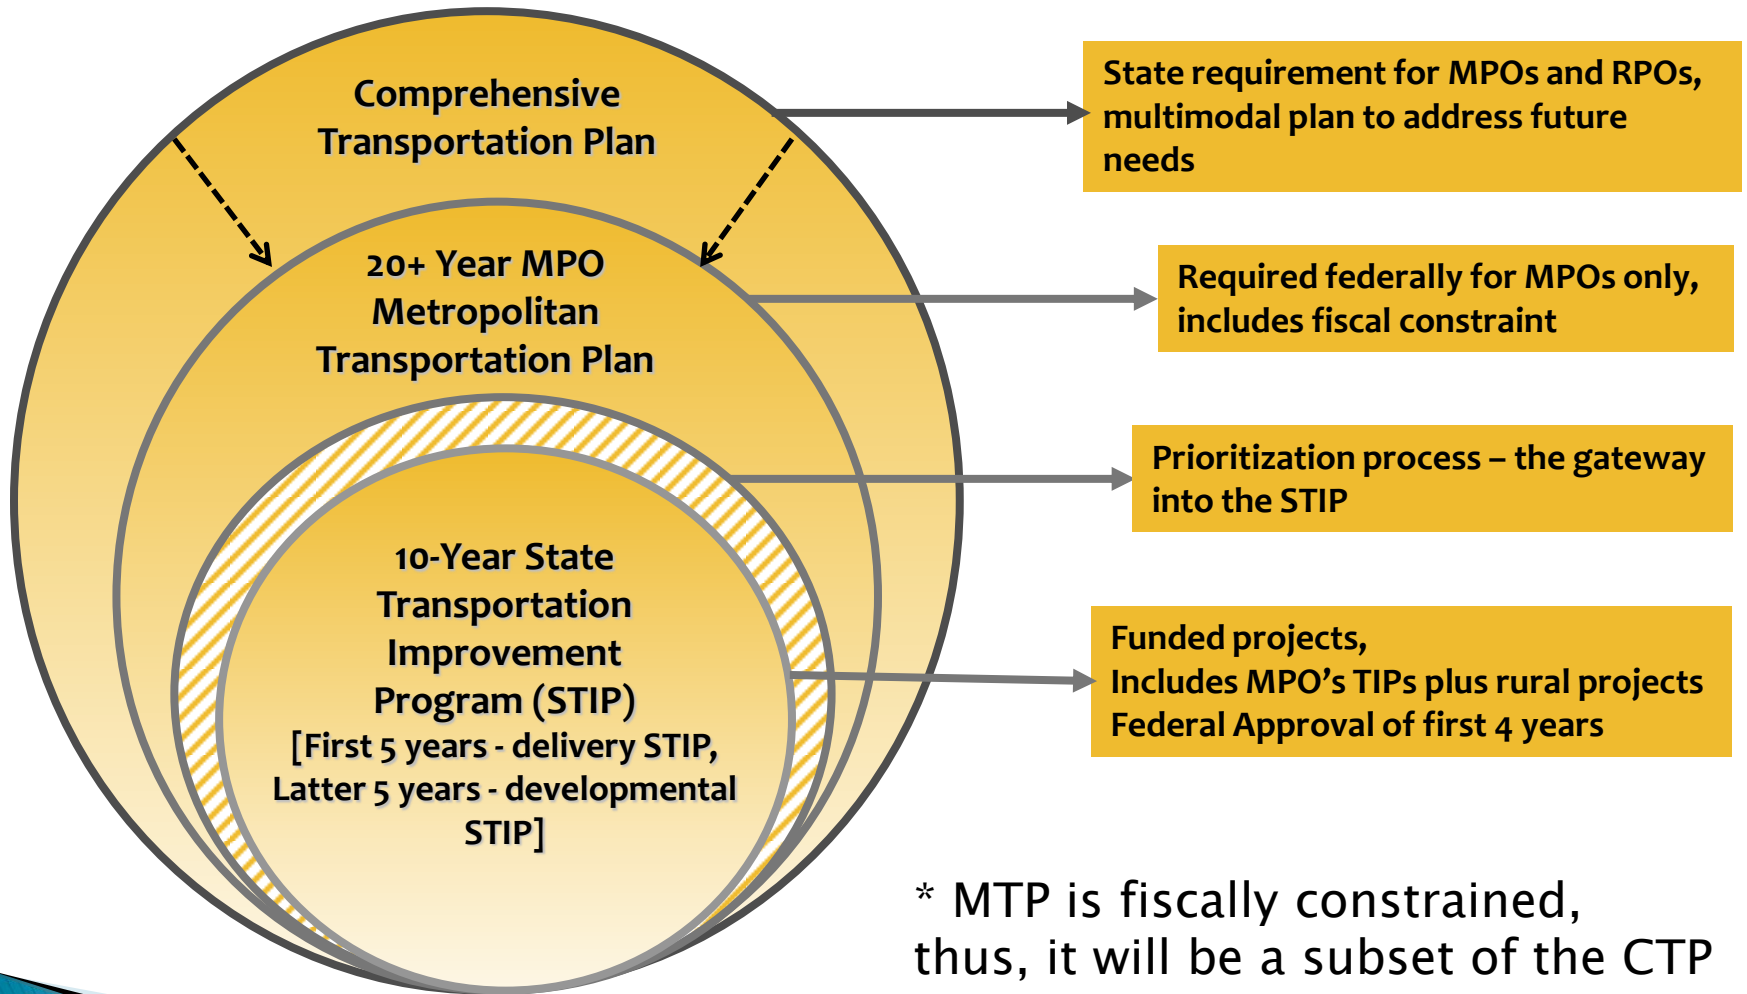 Comprehensive
Transportation Plan
20+ Year MPO
Metropolitan
Transportation Plan
10-Year State
Transportation
Improvement
Program (STIP)
[First 5 years - delivery STIP,
Latter 5 years - developmental
STIP]
State requirement for MPOs and RPOs,
multimodal plan to address future
needs
Required federally for MPOs only,
includes fiscal constraint
Prioritization process – the gateway
into the STIP
Funded projects,
Includes MPO’s TIPs plus rural projects
Federal Approval of first 4 years
* MTP is fiscally constrained,
thus, it will be a subset of the CTP